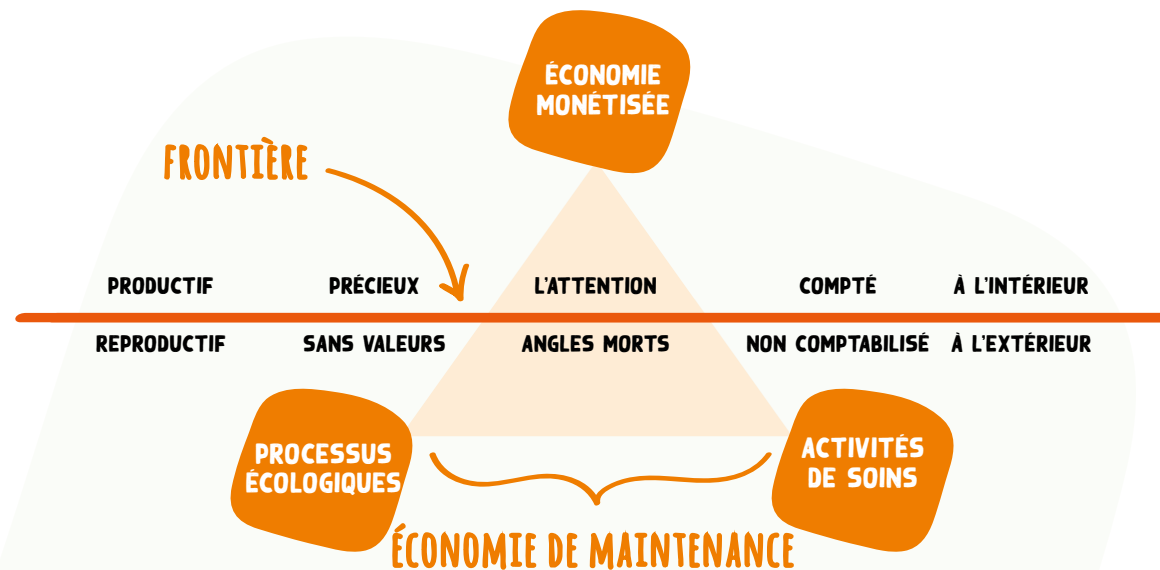 ÉCONOMIE
MONÉTISÉE
FRONTIÈRE
PRODUCTIF PRÉCIEUX L'ATTENTION COMPTÉ À L'INTÉRIEUR
REPRODUCTIF SANS VALEURS ANGLES MORTS NON COMPTABILISÉ À L'EXTÉRIEUR
PROCESSUS
ÉCOLOGIQUES
ACTIVITÉS
DE SOINS
ÉCONOMIE DE MAINTENANCE